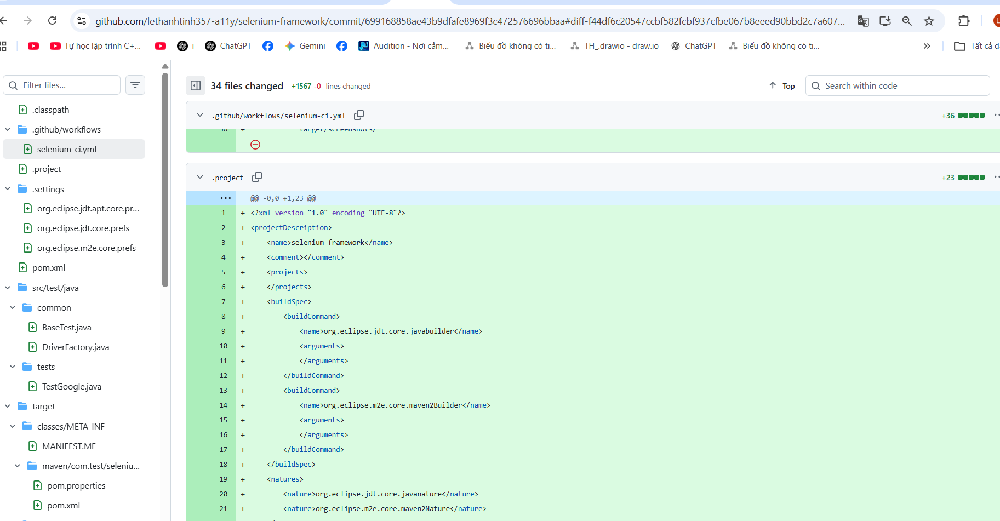 github.com/lethanhtinh357-a11y/selenium-framework/commit/699168858ae43b9dfafe8969f3c472576696bbaa#diff-f44df6c20547ccbf582fcbf937cfbe067b8eeed90bbd2c7a607...
Tự học lập trình C+... i ChatGPT Gemini Audition - Nơi cảm... Biểu đồ không có ti... TH_.drawio - draw.io ChatGPT Biểu đồ không có ti... » Tất cả d
Filter files...
.classpath
.github/workflows
selenium-ci.yml
.project
.settings
org.eclipse.jdt.apt.core.pr...
org.eclipse.jdt.core.prefs
org.eclipse.m2e.core.prefs
pom.xml
src/test/java
common
BaseTest.java
DriverFactory.java
tests
TestGoogle.java
target
classes/META-INF
MANIFEST.MF
maven/com.test/seleniu...
pom.properties
pom.xml
34 files changed +1567 -0 lines changed
Top
Search within code
.github/workflows/selenium-ci.yml +36
36 + target/screenshots/
.project +23
@@ -0,0 +1,23 @@
1 + <?xml version="1.0" encoding="UTF-8"?>
2 + <projectDescription>
3 + <name>selenium-framework</name>
4 + <comment></comment>
5 + <projects>
6 + </projects>
7 + <buildSpec>
8 + <buildCommand>
9 + <name>org.eclipse.jdt.core.javabuilder</name>
10 + <arguments>
11 + </arguments>
12 + </buildCommand>
13 + <buildCommand>
14 + <name>org.eclipse.m2e.core.maven2Builder</name>
15 + <arguments>
16 + </arguments>
17 + </buildCommand>
18 + </buildSpec>
19 + <natures>
20 + <nature>org.eclipse.jdt.core.javanature</nature>
21 + <nature>org.eclipse.m2e.core.maven2Nature</nature>